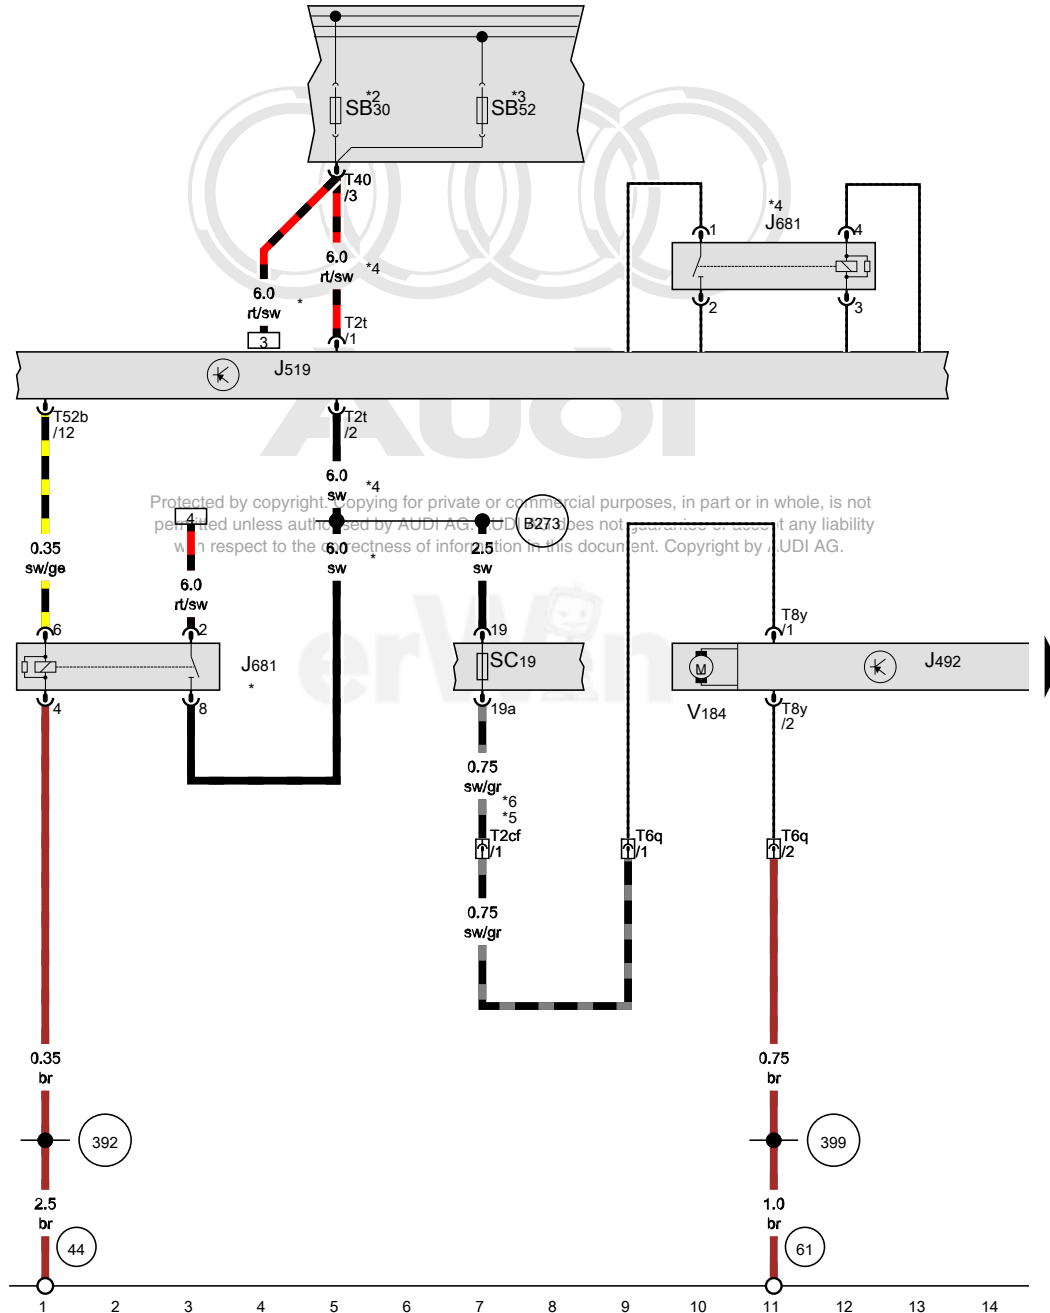 *2
SB30
*3
SB52
T40
/3
*4
J681
1
4
2
3
6.0
rt/sw
*4
6.0
rt/sw
*
3
T2t
/1
J519
Audi
T52b
/12
T2t
/2
6.0
sw
*4
Protected by copyright. Copying for private or commercial purposes, in part or in whole, is not
permitted unless authorised by AUDI AG. AUDI AG does not guarantee or accept any liability
with respect to the correctness of information in this document. Copyright by AUDI AG.
4
B273
0.35
sw/ge
6.0
sw
*
2.5
sw
6.0
rt/sw
T8y
/1
6
2
19
erWin
J681
*
SC19
M
J492
4
8
19a
V184
T8y
/2
0.75
sw/gr
*6
*5
T2cf
/1
T6q
/1
T6q
/2
0.75
sw/gr
0.35
br
0.75
br
392
399
2.5
br
1.0
br
44
61
1 2 3 4 5 6 7 8 9 10 11 12 13 14